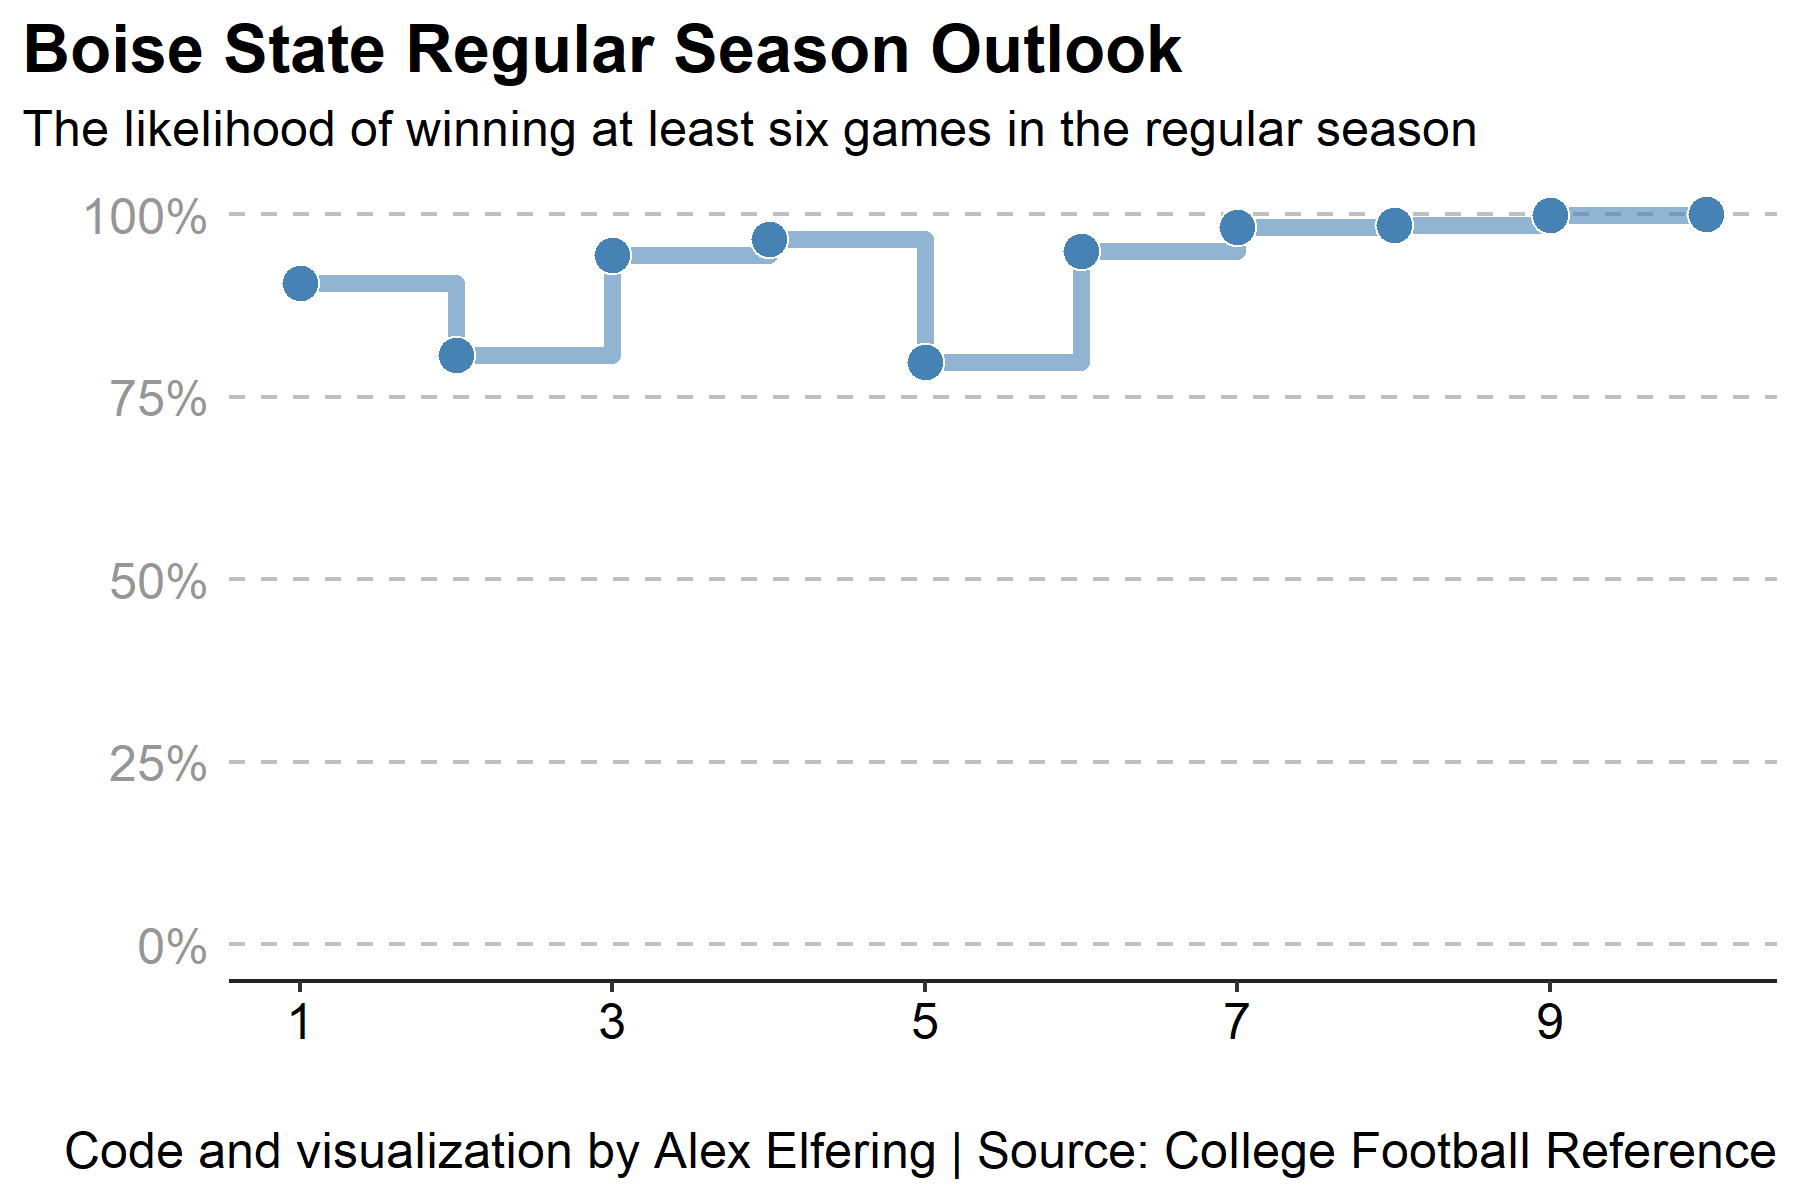 Boise State Regular Season Outlook
The likelihood of winning at least six games in the regular season
100%
75%
50%
25%
0%
1 3 5 7 9
Code and visualization by Alex Elfering | Source: College Football Reference